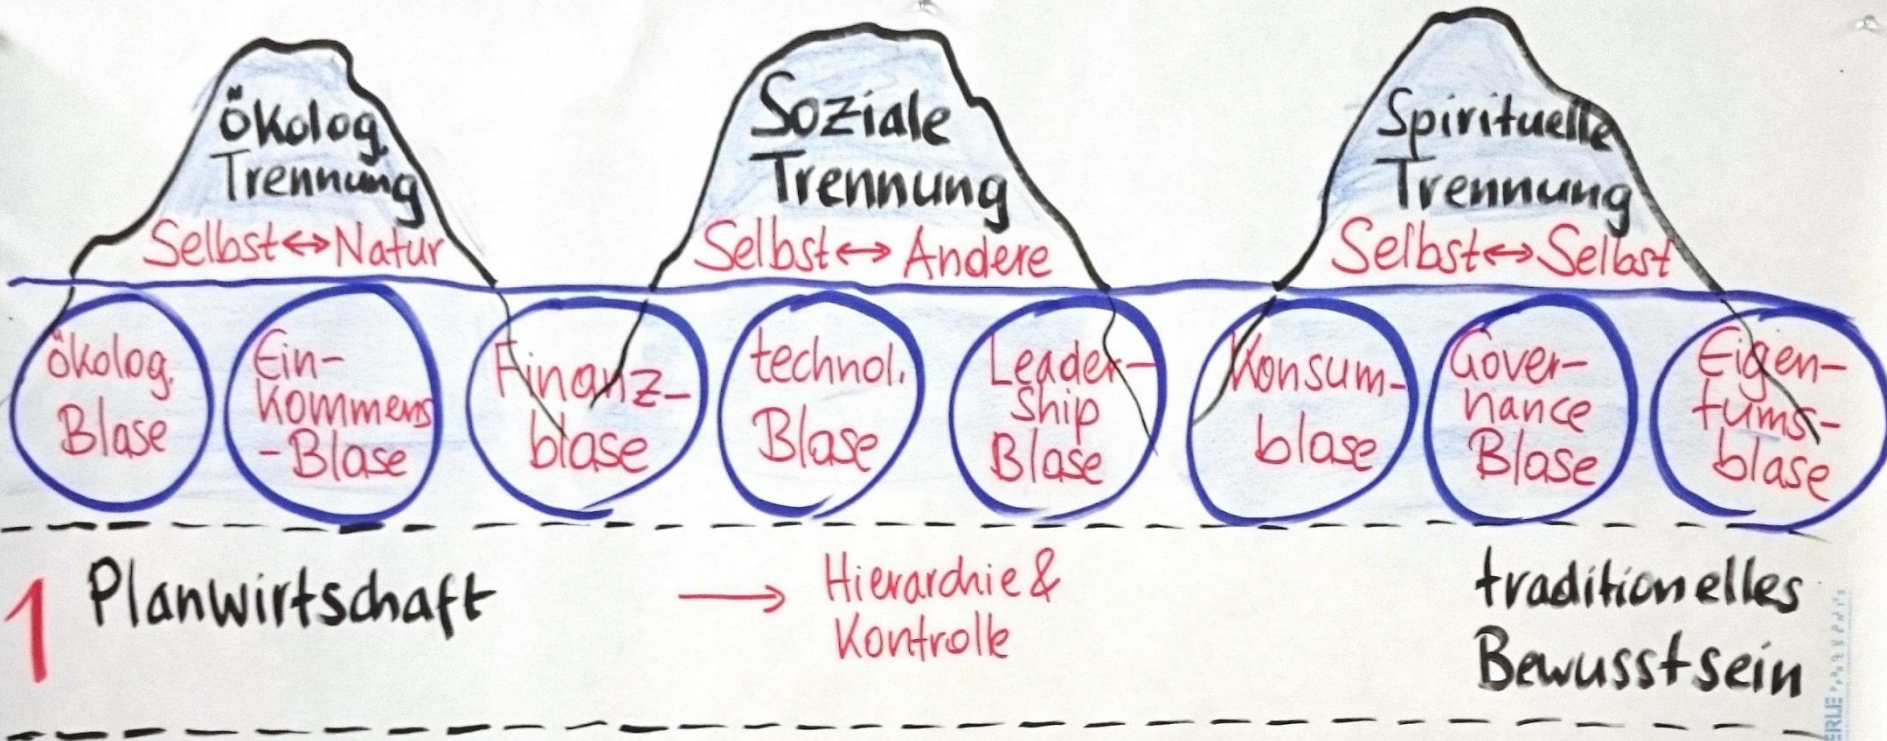 Ökolog.
Trennung
Selbst ↔ Natur
Soziale
Trennung
Selbst ↔ Andere
Spirituelle
Trennung
Selbst ↔ Selbst
ökolog.
Blase
Ein-
kommens
-Blase
Finanz-
blase
technol.
Blase
Leader-
ship
Blase
Konsum-
blase
Gover-
nance
Blase
Eigen-
tums-
blase
1 Planwirtschaft
→ Hierarchie &
Kontrolle
traditionelles
Bewusstsein